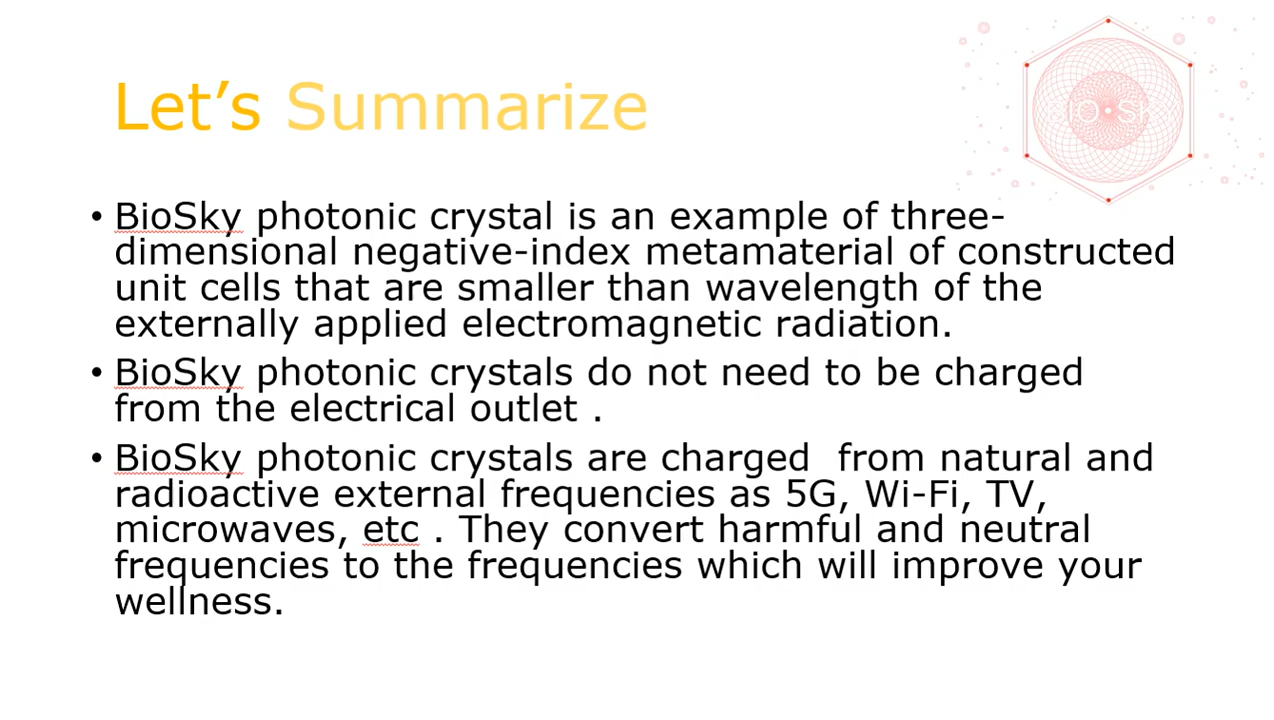 Let's Summarize
• BioSky photonic crystal is an example of three-
dimensional negative-index metamaterial of constructed
unit cells that are smaller than wavelength of the
externally applied electromagnetic radiation.
• BioSky photonic crystals do not need to be charged
from the electrical outlet .
• BioSky photonic crystals are charged  from natural and
radioactive external frequencies as 5G, Wi-Fi, TV,
microwaves, etc . They convert harmful and neutral
frequencies to the frequencies which will improve your
wellness.